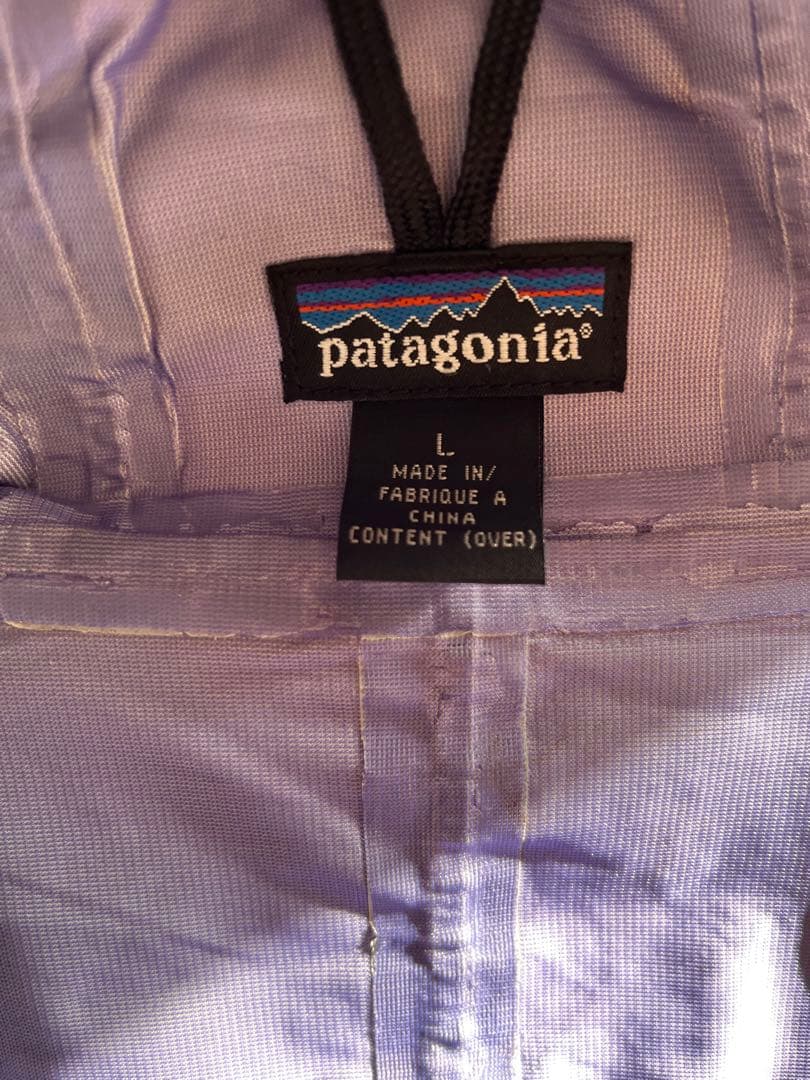 patagonia®
L
MADE IN/
FABRIQUE A
CHINA
CONTENT (OVER)